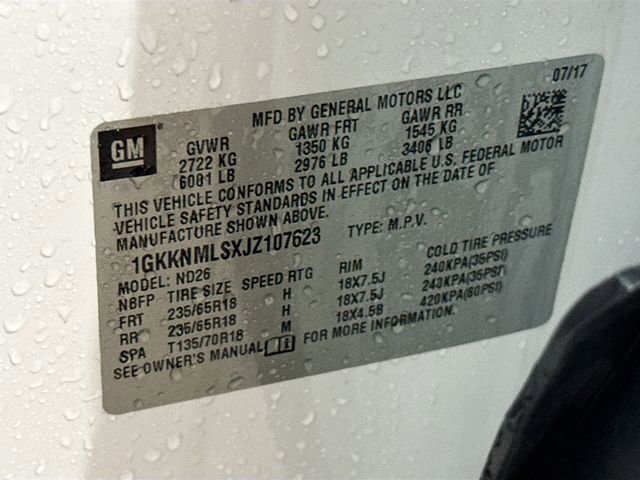 07/17
MFD BY GENERAL MOTORS LLC
GM
GVWR GAWR FRT GAWR RR
2722 KG 1350 KG 1545 KG
6001 LB 2976 LB 3406 LB
THIS VEHICLE CONFORMS TO ALL APPLICABLE U.S. FEDERAL MOTOR
VEHICLE SAFETY STANDARDS IN EFFECT ON THE DATE OF
MANUFACTURE SHOWN ABOVE.
1GKKNMLSXJZ107623 TYPE: M.P.V.
MODEL: ND26
NBFP TIRE SIZE SPEED RTG RIM COLD TIRE PRESSURE
FRT 235/65R18 H 18X7.5J 240KPA(35PSI)
RR 235/65R18 H 18X7.5J 240KPA(35PSI)
SPA T135/70R18 M 18X4.5B 420KPA(60PSI)
SEE OWNER'S MANUAL FOR MORE INFORMATION.